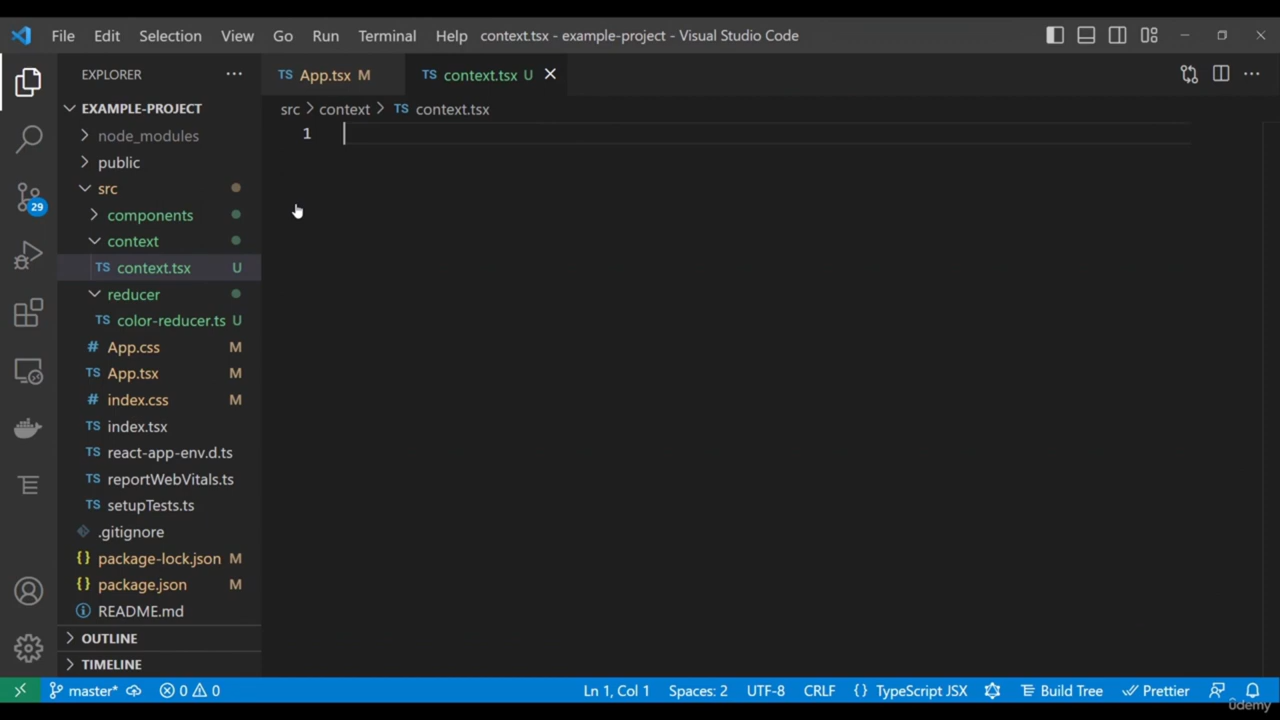 File Edit Selection View Go Run Terminal Help context.tsx - example-project - Visual Studio Code
EXPLORER
TS App.tsx M
TS context.tsx U
EXAMPLE-PROJECT
src > context > TS context.tsx
node_modules
1
public
src
components
context
TS context.tsx U
29
reducer
TS color-reducer.ts U
# App.css M
TS App.tsx M
# index.css M
TS index.tsx
TS react-app-env.d.ts
TS reportWebVitals.ts
TS setupTests.ts
.gitignore
{} package-lock.json M
{} package.json M
README.md
OUTLINE
TIMELINE
master* 0 0 Ln 1, Col 1 Spaces: 2 UTF-8 CRLF {} TypeScript JSX Build Tree Prettier
ûdemy